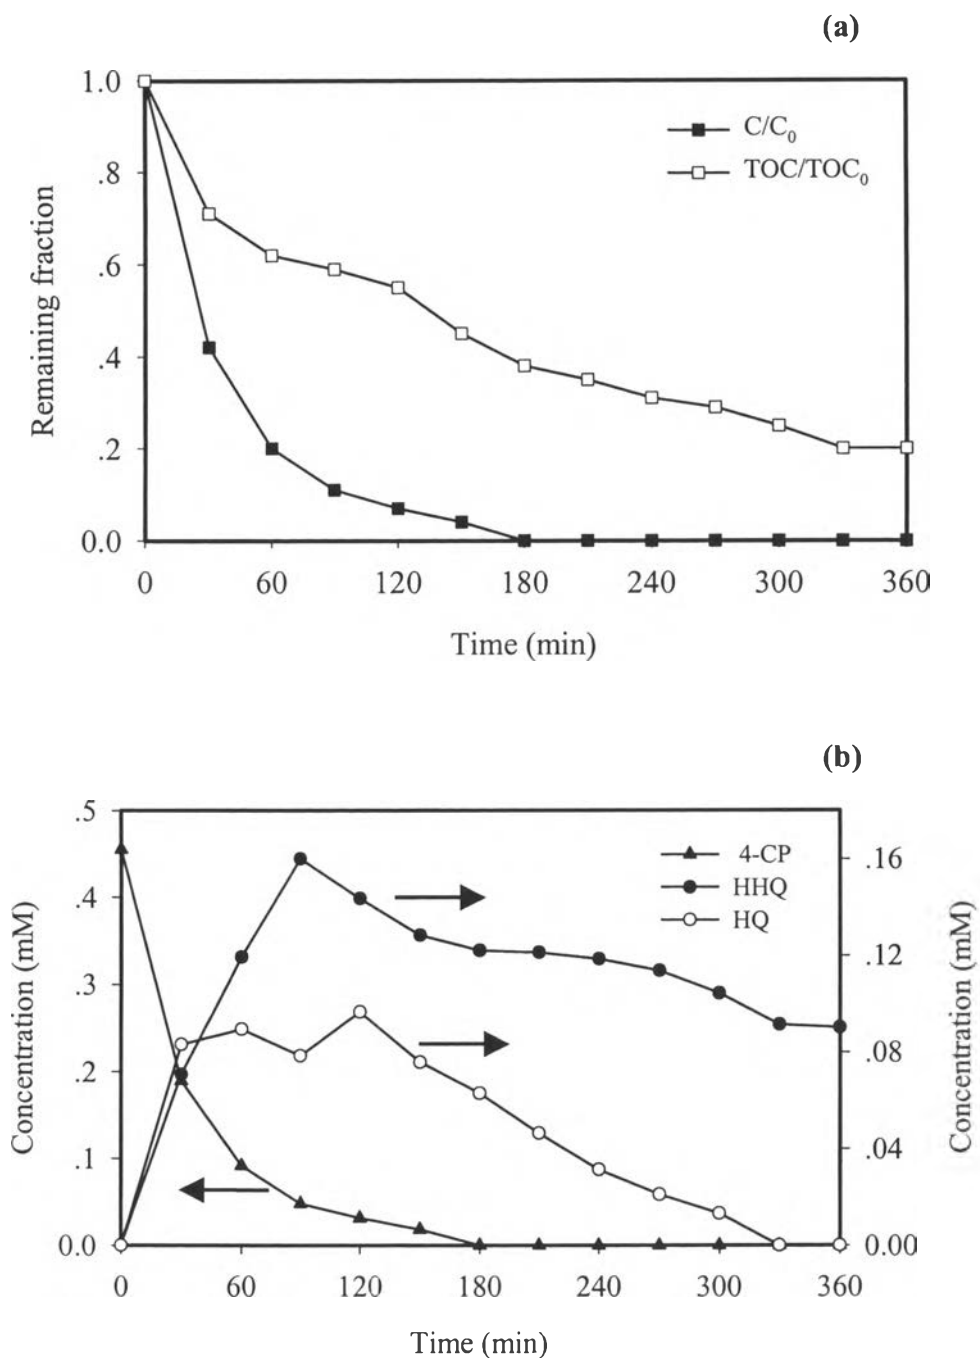 (a)
1.0
.8
.6
.4
.2
0.0
Remaining fraction
C/C0
TOC/TOC0
0 60 120 180 240 300 360
Time (min)
(b)
.5
.4
.3
.2
.1
0.0
Concentration (mM)
4-CP
HHQ
HQ
.16
.12
.08
.04
0.00
Concentration (mM)
0 60 120 180 240 300 360
Time (min)